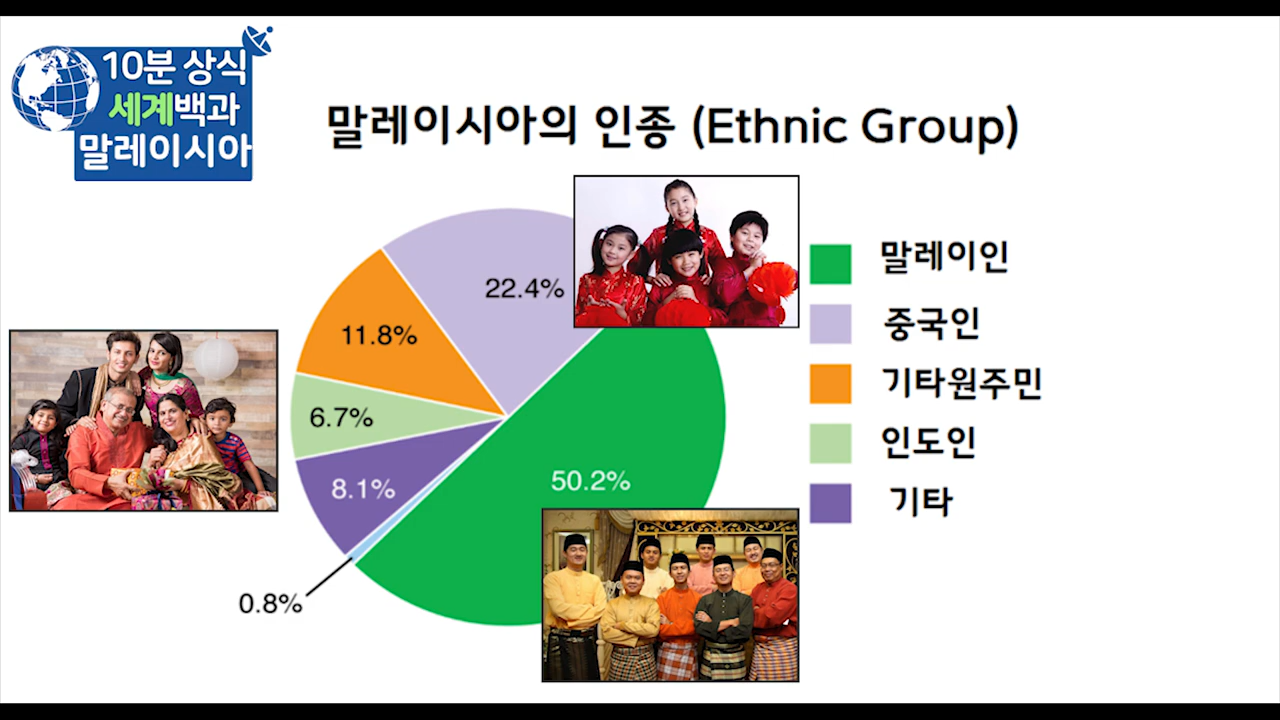 10분 상식
세계백과
말레이시아
말레이시아의 인종 (Ethnic Group)
22.4%
11.8%
6.7%
8.1%
50.2%
0.8%
말레이인
중국인
기타원주민
인도인
기타